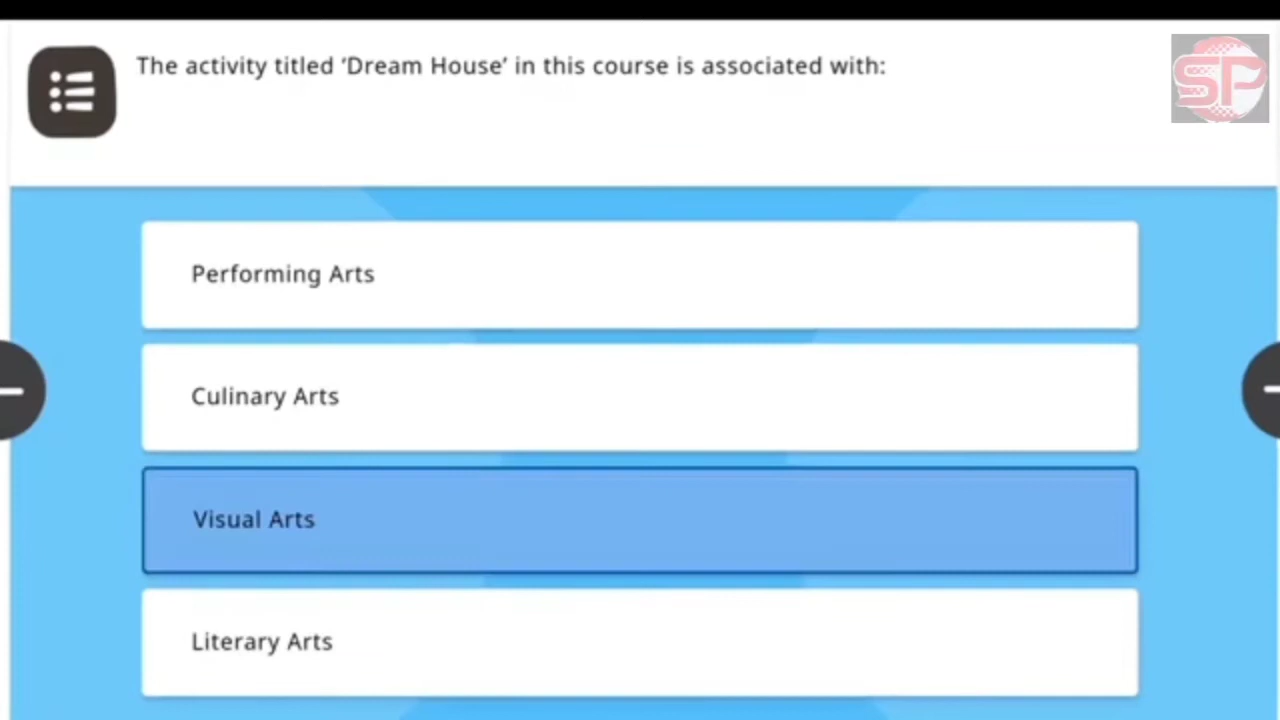 The activity titled ‘Dream House’ in this course is associated with:
SP
Performing Arts
Culinary Arts
Visual Arts
Literary Arts